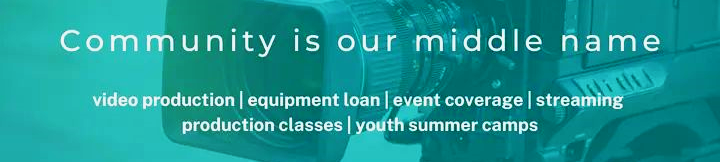 Community is our middle name
video production | equipment loan | event coverage | streaming
production classes | youth summer camps